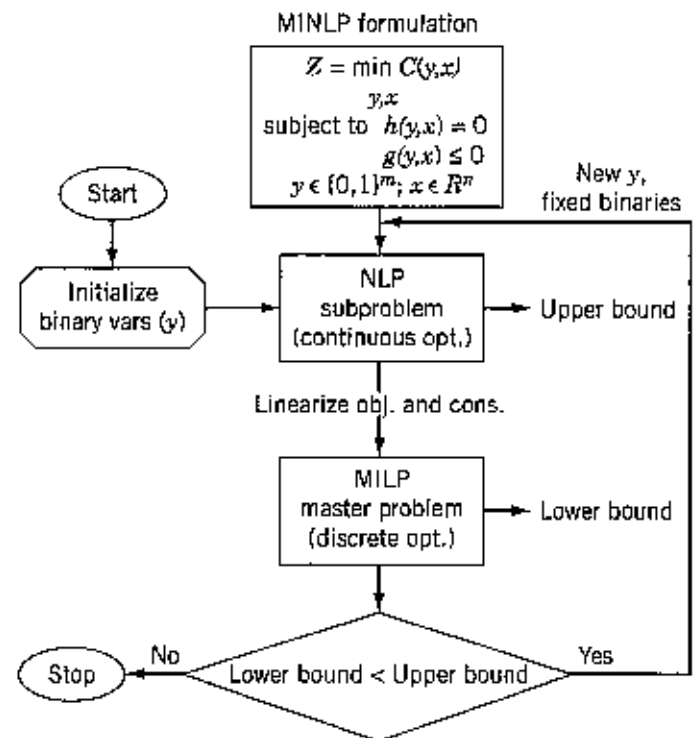 MINLP formulation
Z = min C(y,x)
y,x
subject to h(y,x) = 0
g(y,x) ≤ 0
y ∈ {0,1}^m; x ∈ R^n
Start
New y,
fixed binaries
Initialize
binary vars (y)
NLP
subproblem
(continuous opt.)
Upper bound
Linearize obj. and cons.
MILP
master problem
(discrete opt.)
Lower bound
Lower bound < Upper bound
No
Yes
Stop